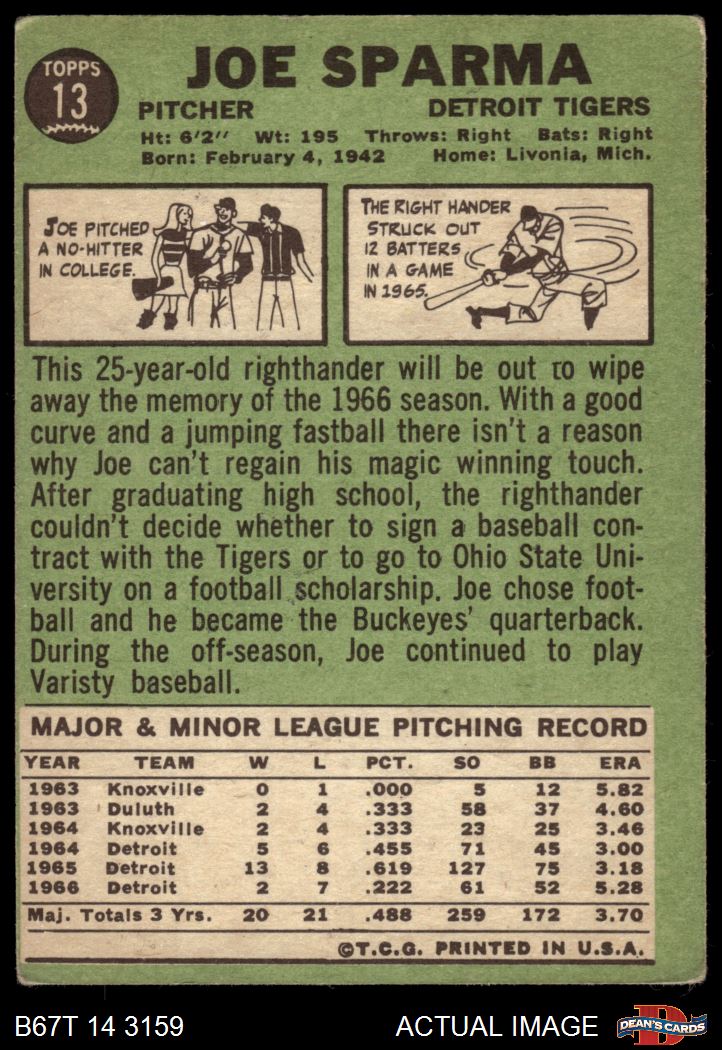 TOPPS
13
JOE SPARMA
PITCHER DETROIT TIGERS
Ht: 6'2" Wt: 195 Throws: Right Bats: Right
Born: February 4, 1942 Home: Livonia, Mich.
JOE PITCHED
A NO-HITTER
IN COLLEGE.
THE RIGHT HANDER
STRUCK OUT
12 BATTERS
IN A GAME
IN 1965.
This 25-year-old righthander will be out to wipe
away the memory of the 1966 season. With a good
curve and a jumping fastball there isn't a reason
why Joe can't regain his magic winning touch.
After graduating high school, the righthander
couldn't decide whether to sign a baseball con-
tract with the Tigers or to go to Ohio State Uni-
versity on a football scholarship. Joe chose foot-
ball and he became the Buckeyes' quarterback.
During the off-season, Joe continued to play
Varisty baseball.
MAJOR & MINOR LEAGUE PITCHING RECORD
YEAR TEAM W L PCT. SO BB ERA
1963 Knoxville 0 1 .000 5 12 5.82
1963 Duluth 2 4 .333 58 37 4.60
1964 Knoxville 2 4 .333 23 25 3.46
1964 Detroit 5 6 .455 71 45 3.00
1965 Detroit 13 8 .619 127 75 3.18
1966 Detroit 2 7 .222 61 52 5.28
Maj. Totals 3 Yrs. 20 21 .488 259 172 3.70
©T.C.G. PRINTED IN U.S.A.
B67T 14 3159 ACTUAL IMAGE
D
DEAN'S CARDS